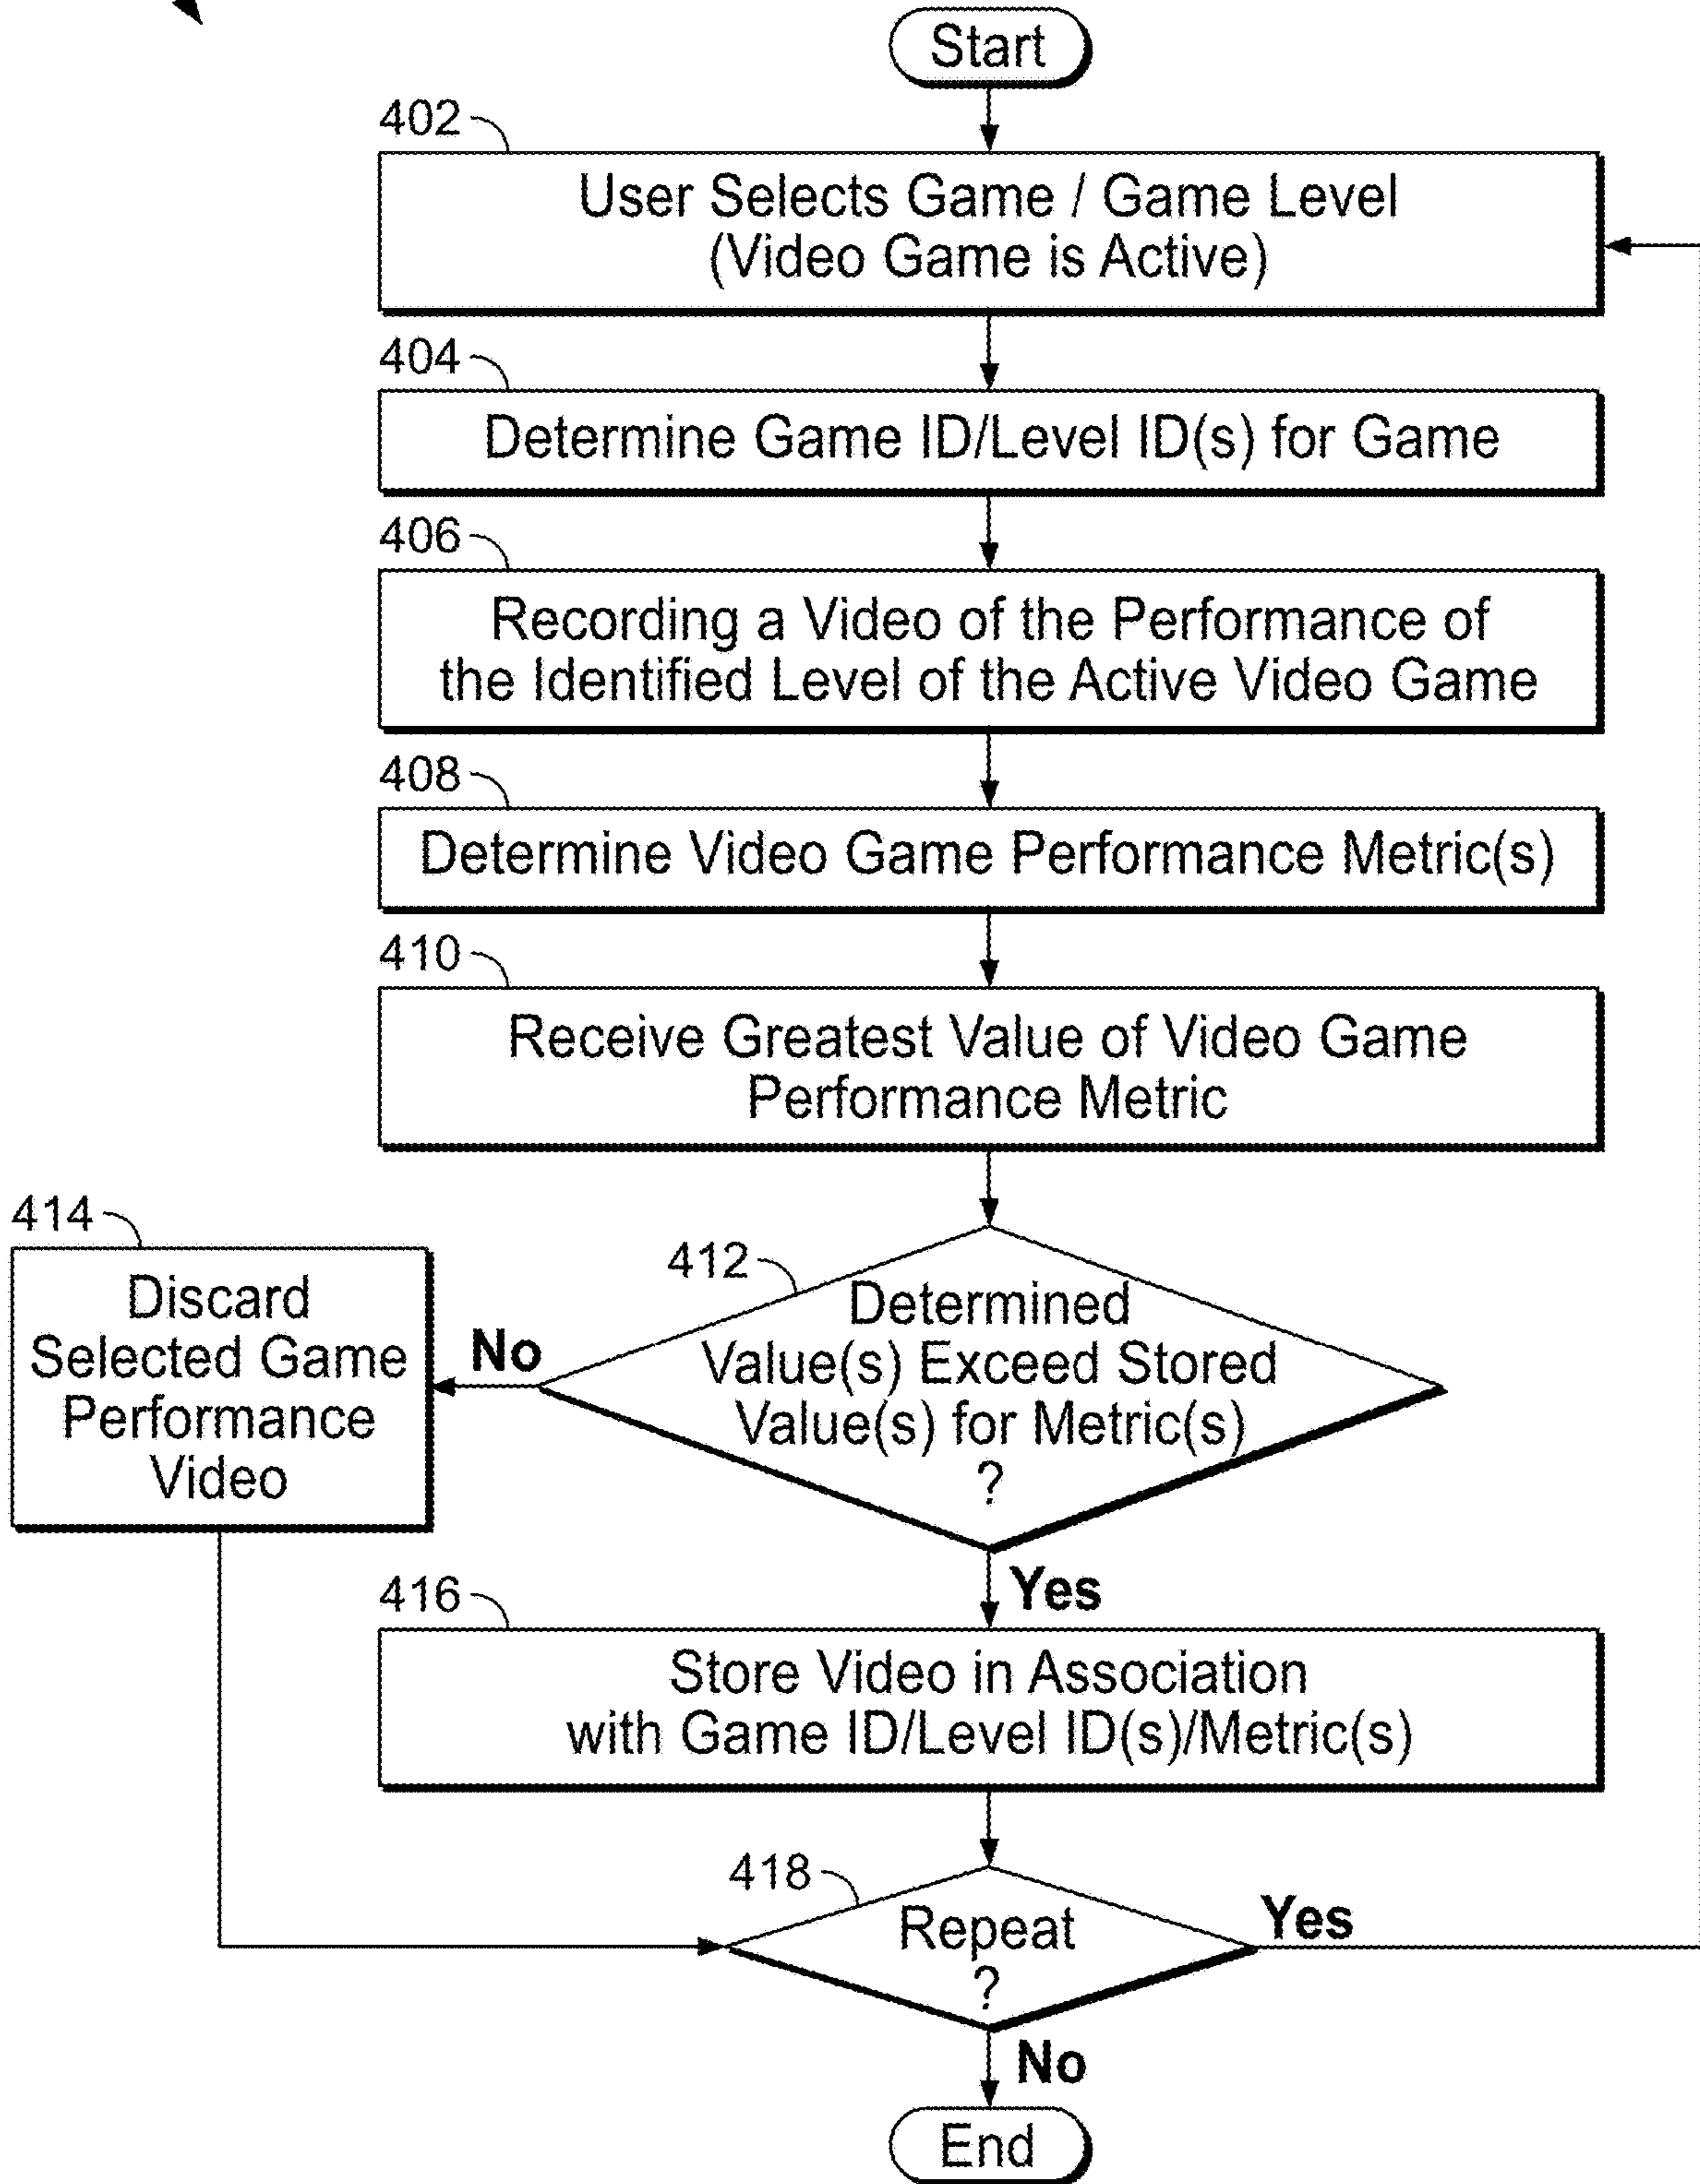 Start
402
User Selects Game / Game Level
(Video Game is Active)
404
Determine Game ID/Level ID(s) for Game
406
Recording a Video of the Performance of
the Identified Level of the Active Video Game
408
Determine Video Game Performance Metric(s)
410
Receive Greatest Value of Video Game
Performance Metric
412
Determined
Value(s) Exceed Stored
Value(s) for Metric(s)
?
No
414
Discard
Selected Game
Performance
Video
Yes
416
Store Video in Association
with Game ID/Level ID(s)/Metric(s)
418
Repeat
?
Yes
No
End